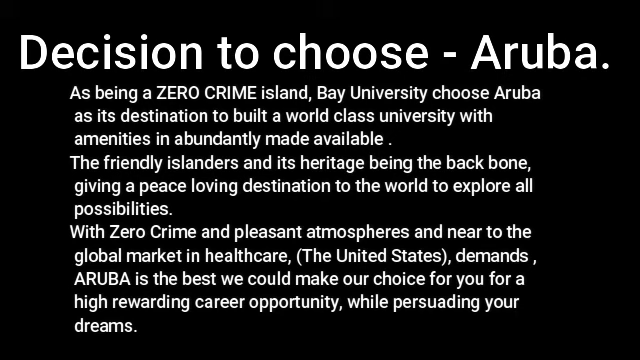 Decision to choose - Aruba.
As being a ZERO CRIME island, Bay University choose Aruba
as its destination to built a world class university with
amenities in abundantly made available .
The friendly islanders and its heritage being the back bone,
giving a peace loving destination to the world to explore all
possibilities.
With Zero Crime and pleasant atmospheres and near to the
global market in healthcare, (The United States), demands ,
ARUBA is the best we could make our choice for you for a
high rewarding career opportunity, while persuading your
dreams.